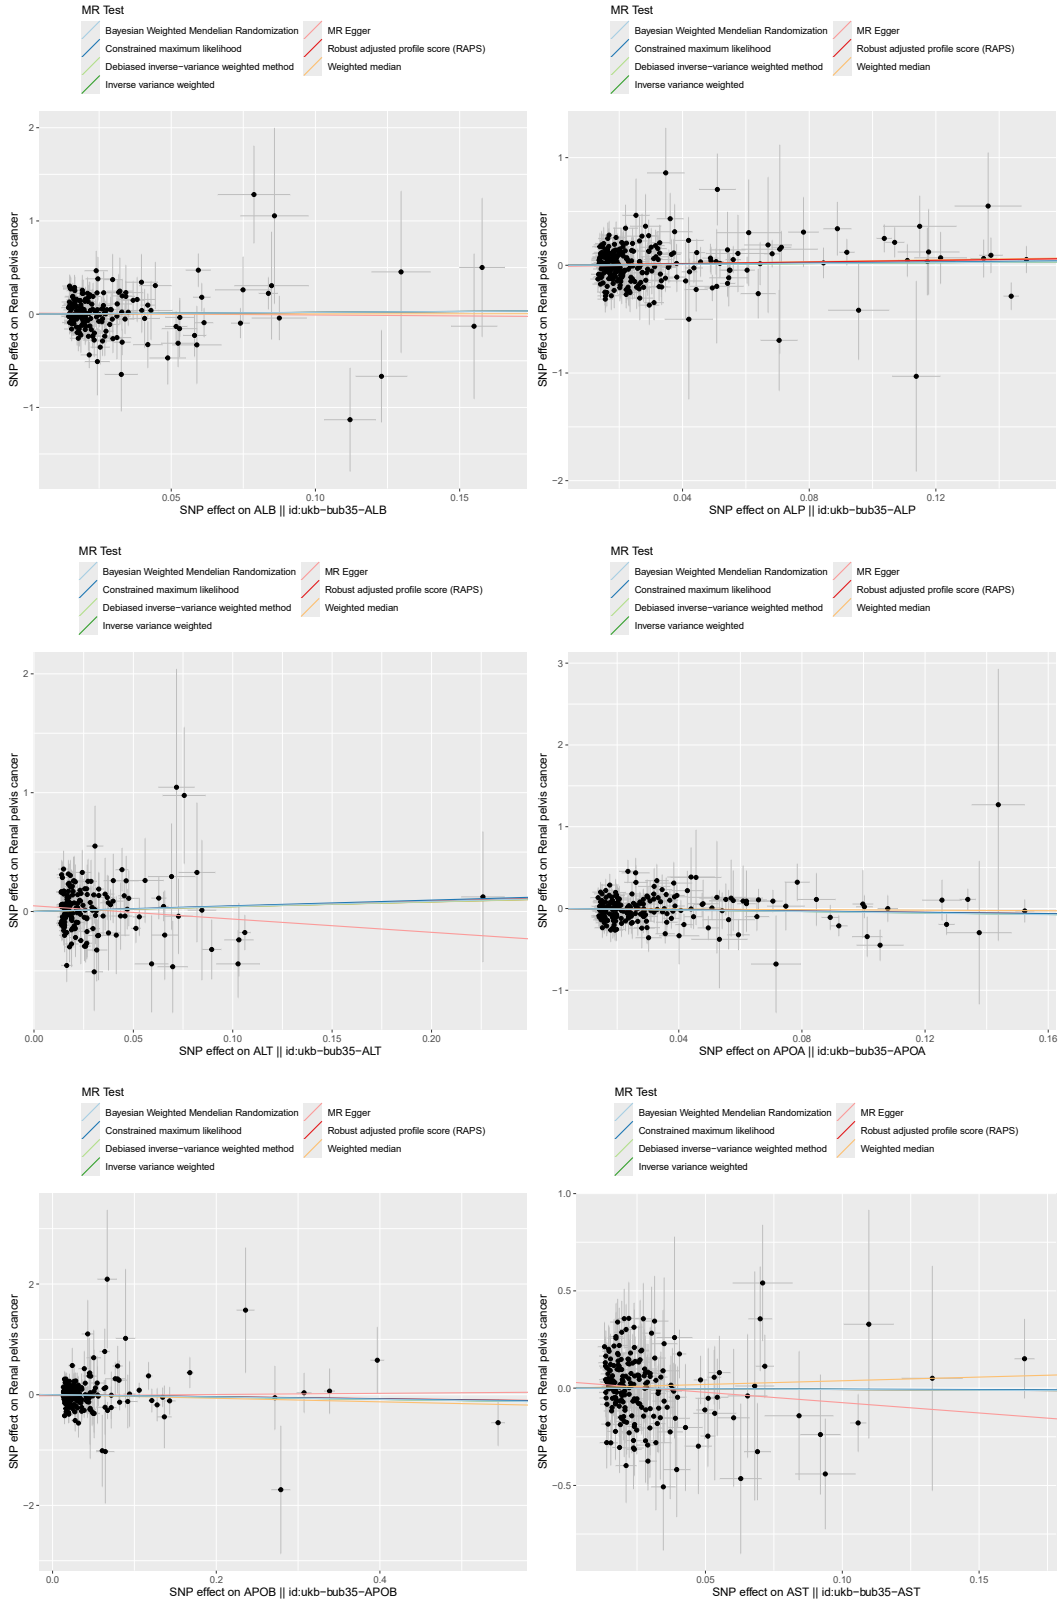 MR Test
Bayesian Weighted Mendelian Randomization
MR Egger
Constrained maximum likelihood
Robust adjusted profile score (RAPS)
Debiased inverse−variance weighted method
Weighted median
Inverse variance weighted
2
1
0
−1
0.05
0.10
0.15
SNP effect on Renal pelvis cancer
SNP effect on ALB || id:ukb−bub35−ALB
MR Test
Bayesian Weighted Mendelian Randomization
MR Egger
Constrained maximum likelihood
Robust adjusted profile score (RAPS)
Debiased inverse−variance weighted method
Weighted median
Inverse variance weighted
1
0
−1
−2
0.04
0.08
0.12
SNP effect on Renal pelvis cancer
SNP effect on ALP || id:ukb−bub35−ALP
MR Test
Bayesian Weighted Mendelian Randomization
MR Egger
Constrained maximum likelihood
Robust adjusted profile score (RAPS)
Debiased inverse−variance weighted method
Weighted median
Inverse variance weighted
2
1
0
0.00
0.05
0.10
0.15
0.20
SNP effect on Renal pelvis cancer
SNP effect on ALT || id:ukb−bub35−ALT
MR Test
Bayesian Weighted Mendelian Randomization
MR Egger
Constrained maximum likelihood
Robust adjusted profile score (RAPS)
Debiased inverse−variance weighted method
Weighted median
Inverse variance weighted
3
2
1
0
−1
0.04
0.08
0.12
0.16
SNP effect on Renal pelvis cancer
SNP effect on APOA || id:ukb−bub35−APOA
MR Test
Bayesian Weighted Mendelian Randomization
MR Egger
Constrained maximum likelihood
Robust adjusted profile score (RAPS)
Debiased inverse−variance weighted method
Weighted median
Inverse variance weighted
2
0
−2
0.0
0.2
0.4
SNP effect on Renal pelvis cancer
SNP effect on APOB || id:ukb−bub35−APOB
MR Test
Bayesian Weighted Mendelian Randomization
MR Egger
Constrained maximum likelihood
Robust adjusted profile score (RAPS)
Debiased inverse−variance weighted method
Weighted median
Inverse variance weighted
1.0
0.5
0.0
−0.5
0.05
0.10
0.15
SNP effect on Renal pelvis cancer
SNP effect on AST || id:ukb−bub35−AST